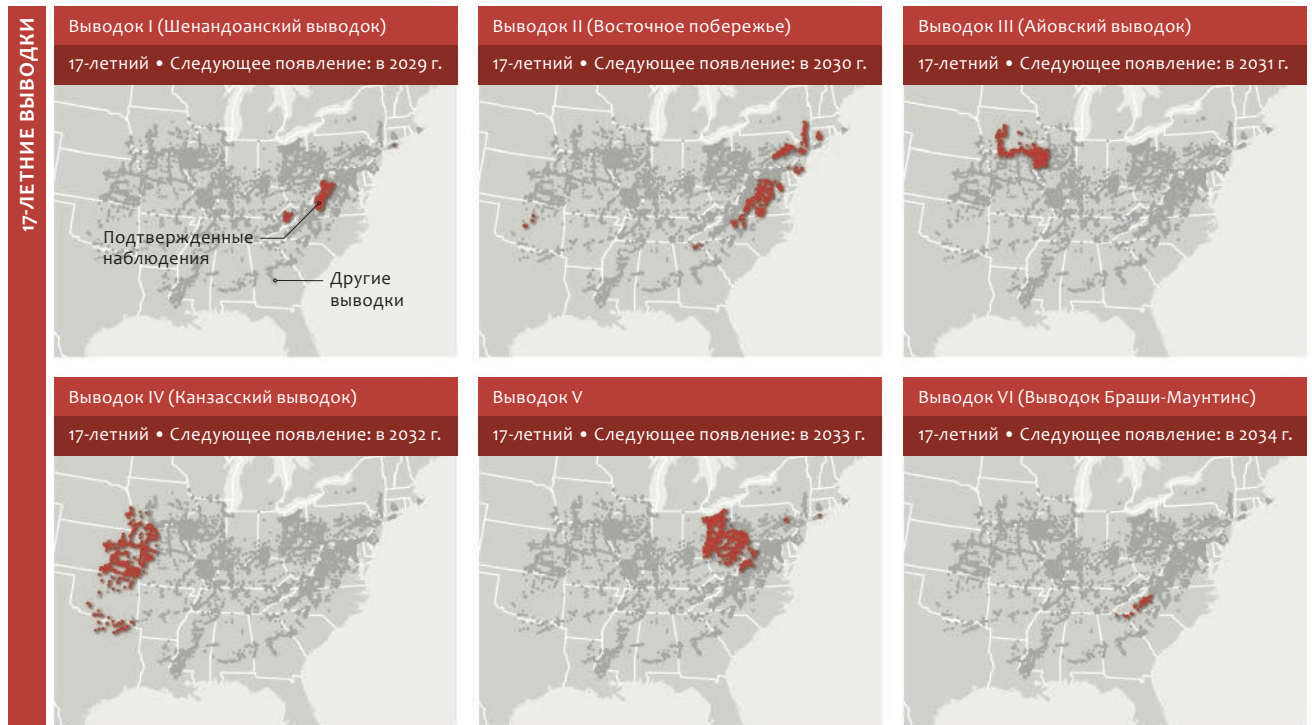 17-ЛЕТНИЕ ВЫВОДКИ
Выводок I (Шенандоанский выводок)
17-летний • Следующее появление: в 2029 г.
Подтвержденные
наблюдения
Другие
выводки
Выводок II (Восточное побережье)
17-летний • Следующее появление: в 2030 г.
Выводок III (Айовский выводок)
17-летний • Следующее появление: в 2031 г.
Выводок IV (Канзасский выводок)
17-летний • Следующее появление: в 2032 г.
Выводок V
17-летний • Следующее появление: в 2033 г.
Выводок VI (Выводок Браши-Маунтинс)
17-летний • Следующее появление: в 2034 г.